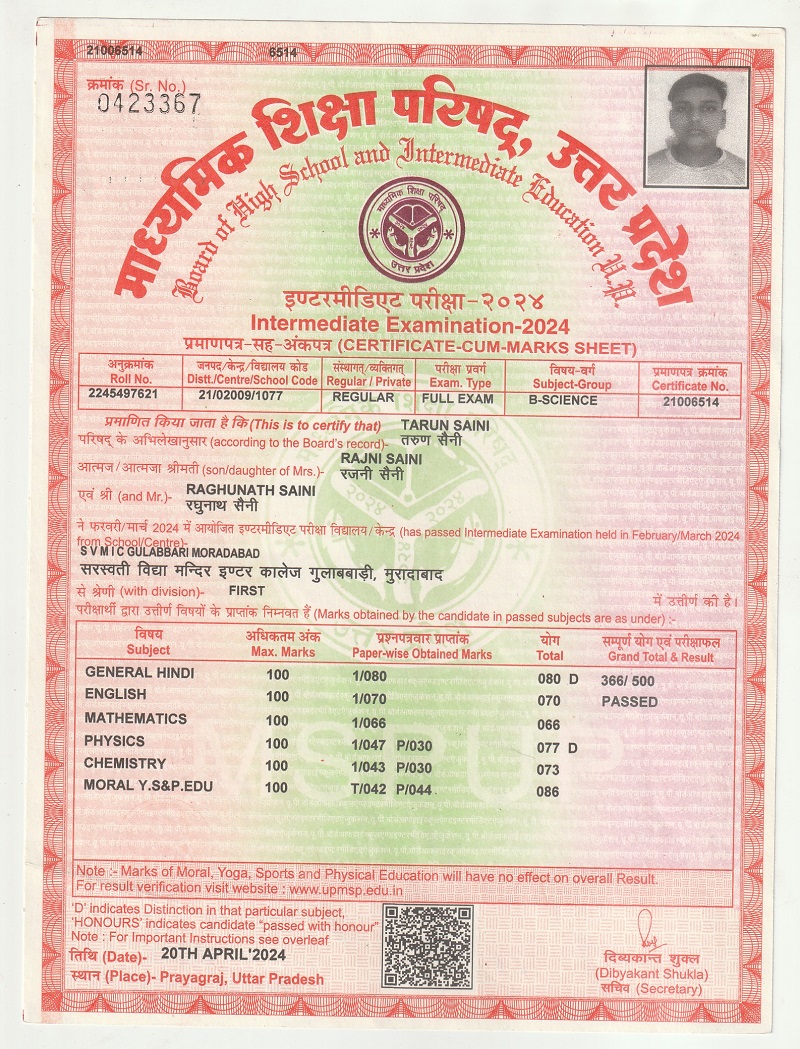 21006514 6514
क्रमांक (Sr. No.)
0423367
माध्यमिक शिक्षा परिषद्, उत्तर प्रदेश
Board of High School and Intermediate Education U.P.
माध्यमिक शिक्षा परिषद्
उत्तर प्रदेश
इण्टरमीडिएट परीक्षा-२०२४
Intermediate Examination-2024
प्रमाणपत्र-सह-अंकपत्र (CERTIFICATE-CUM-MARKS SHEET)
अनुक्रमांक जनपद/केन्द्र/विद्यालय कोड संस्थागत/व्यक्तिगत परीक्षा प्रवर्ग विषय-वर्ग प्रमाणपत्र क्रमांक
Roll No. Distt./Centre/School Code Regular / Private Exam. Type Subject-Group Certificate No.
2245497621 21/02009/1077 REGULAR FULL EXAM B-SCIENCE 21006514
प्रमाणित किया जाता है कि (This is to certify that) TARUN SAINI
परिषद् के अभिलेखानुसार (according to the Board's record)- तरुण सैनी
RAJNI SAINI
आत्मज/आत्मजा श्रीमती (son/daughter of Mrs.)- रजनी सैनी
RAGHUNATH SAINI
एवं श्री (and Mr.)- रघुनाथ सैनी
ने फरवरी/मार्च 2024 में आयोजित इण्टरमीडिएट परीक्षा विद्यालय/केन्द्र (has passed Intermediate Examination held in February/March 2024
from School/Centre)-
S V M I C GULABBARI MORADABAD
सरस्वती विद्या मन्दिर इण्टर कालेज गुलाबबाड़ी, मुरादाबाद
से श्रेणी (with division)- FIRST में उत्तीर्ण की है।
परीक्षार्थी द्वारा उत्तीर्ण विषयों के प्राप्तांक निम्नवत हैं (Marks obtained by the candidate in passed subjects are as under) :-
विषय अधिकतम अंक प्रश्नपत्रवार प्राप्तांक योग सम्पूर्ण योग एवं परीक्षाफल
Subject Max. Marks Paper-wise Obtained Marks Total Grand Total & Result
GENERAL HINDI 100 1/080 080 D 366/ 500
ENGLISH 100 1/070 070 PASSED
MATHEMATICS 100 1/066 066
PHYSICS 100 1/047 P/030 077 D
CHEMISTRY 100 1/043 P/030 073
MORAL Y.S&P.EDU 100 T/042 P/044 086
MSPUP
Note :- Marks of Moral, Yoga, Sports and Physical Education will have no effect on overall Result.
For result verification visit website : www.upmsp.edu.in
'D' indicates Distinction in that particular subject,
'HONOURS' indicates candidate "passed with honour"
Note : For Important Instructions see overleaf
तिथि (Date)- 20TH APRIL'2024
स्थान (Place)- Prayagraj, Uttar Pradesh
दिव्यकान्त शुक्ल
(Dibyakant Shukla)
सचिव (Secretary)